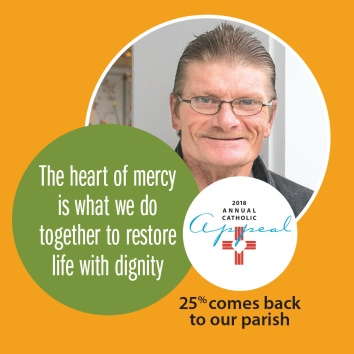 The heart of mercy
is what we do
together to restore
life with dignity
2018
ANNUAL
CATHOLIC
Appeal
25% comes back
to our parish